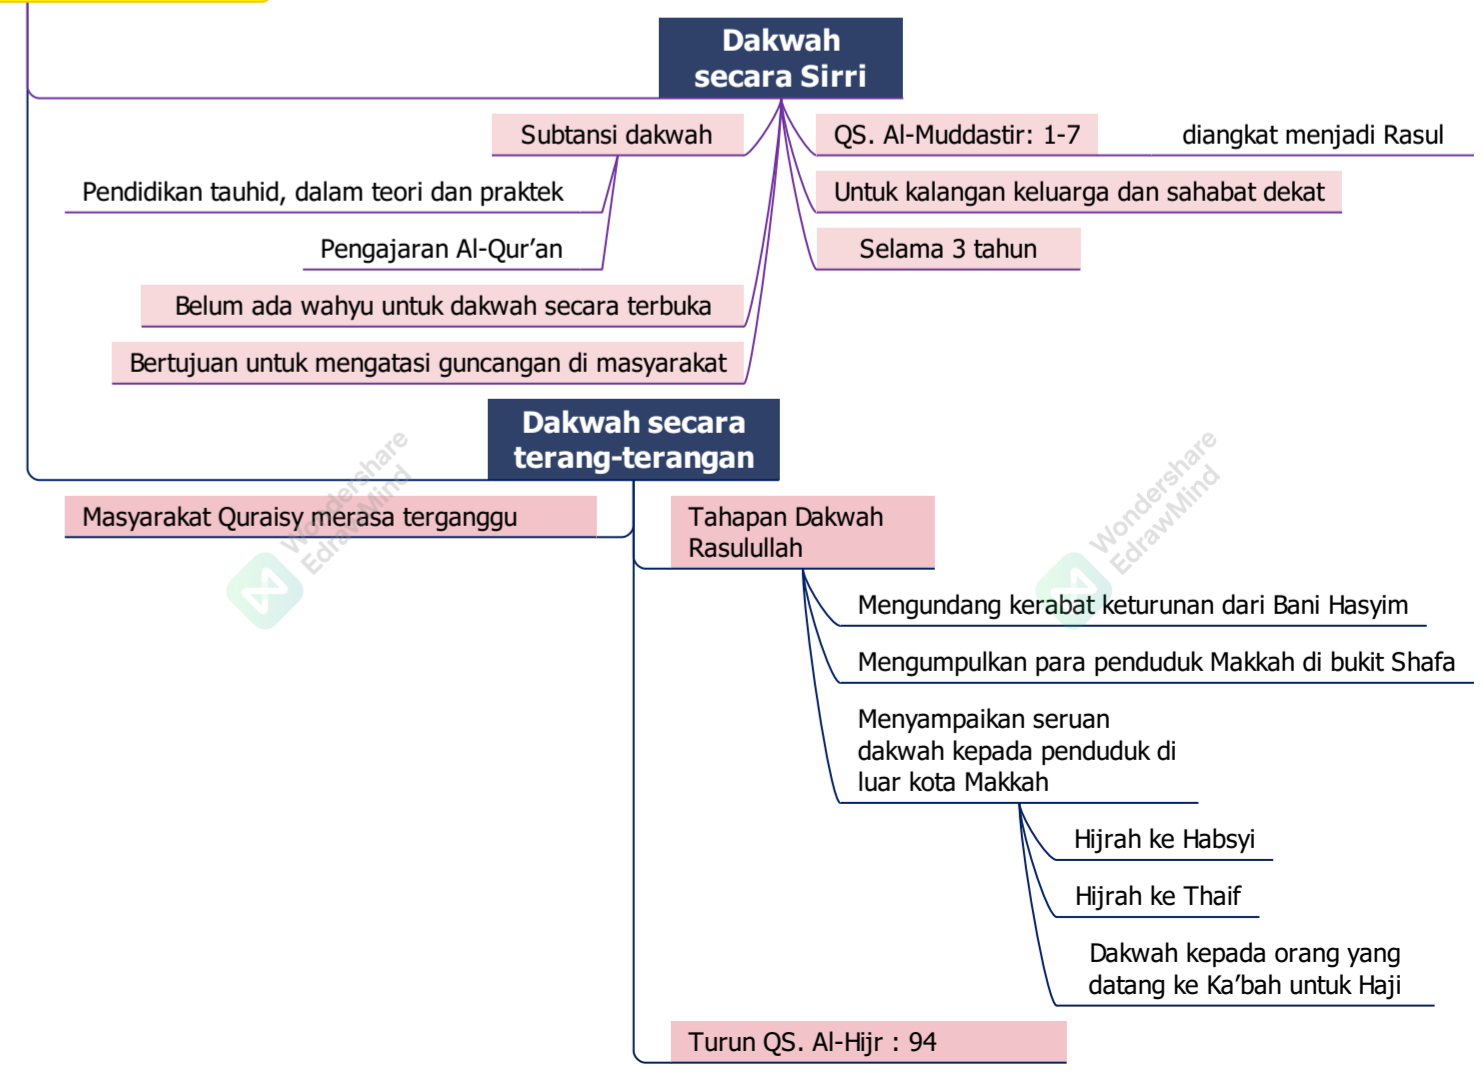 Dakwah
secara Sirri
Subtansi dakwah
QS. Al-Muddastir: 1-7
diangkat menjadi Rasul
Pendidikan tauhid, dalam teori dan praktek
Untuk kalangan keluarga dan sahabat dekat
Pengajaran Al-Qur’an
Selama 3 tahun
Belum ada wahyu untuk dakwah secara terbuka
Bertujuan untuk mengatasi guncangan di masyarakat
Dakwah secara
terang-terangan
Masyarakat Quraisy merasa terganggu
Tahapan Dakwah
Rasulullah
Mengundang kerabat keturunan dari Bani Hasyim
Mengumpulkan para penduduk Makkah di bukit Shafa
Menyampaikan seruan
dakwah kepada penduduk di
luar kota Makkah
Hijrah ke Habsyi
Hijrah ke Thaif
Dakwah kepada orang yang
datang ke Ka’bah untuk Haji
Turun QS. Al-Hijr : 94
Wondershare
EdrawMind
Wondershare
EdrawMind